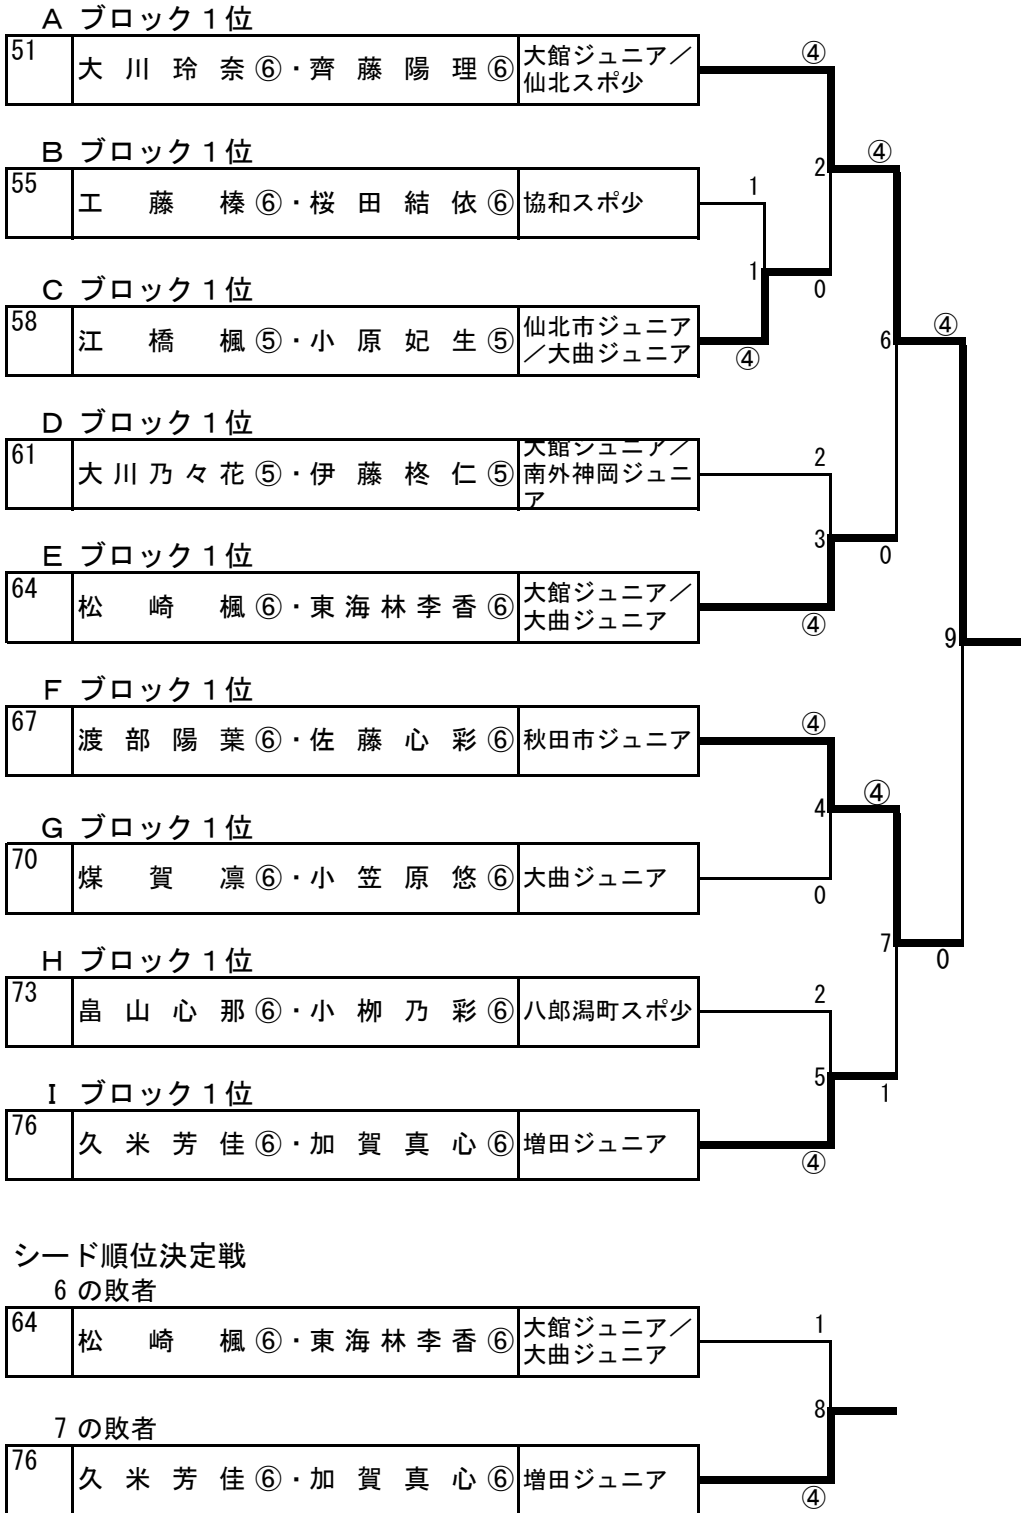 A ブロック１位
51
大川玲奈⑥・齊藤陽理⑥
大館ジュニア／
仙北スポ少
④
B ブロック１位
2
④
55
工藤榛⑥・桜田結依⑥
協和スポ少
1
1
0
C ブロック１位
58
江橋楓⑤・小原妃生⑤
仙北市ジュニア
／大曲ジュニア
④
6
④
D ブロック１位
61
大川乃々花⑤・伊藤柊仁⑤
大館ジュニア／
南外神岡ジュニ
ア
2
3
0
E ブロック１位
64
松崎楓⑥・東海林李香⑥
大館ジュニア／
大曲ジュニア
④
9
F ブロック１位
67
渡部陽葉⑥・佐藤心彩⑥
秋田市ジュニア
④
4
④
G ブロック１位
70
煤賀凛⑥・小笠原悠⑥
大曲ジュニア
0
7
0
H ブロック１位
73
畠山心那⑥・小栁乃彩⑥
八郎潟町スポ少
2
5
1
I ブロック１位
76
久米芳佳⑥・加賀真心⑥
増田ジュニア
④
シード順位決定戦
6 の敗者
64
松崎楓⑥・東海林李香⑥
大館ジュニア／
大曲ジュニア
1
8
7 の敗者
76
久米芳佳⑥・加賀真心⑥
増田ジュニア
④